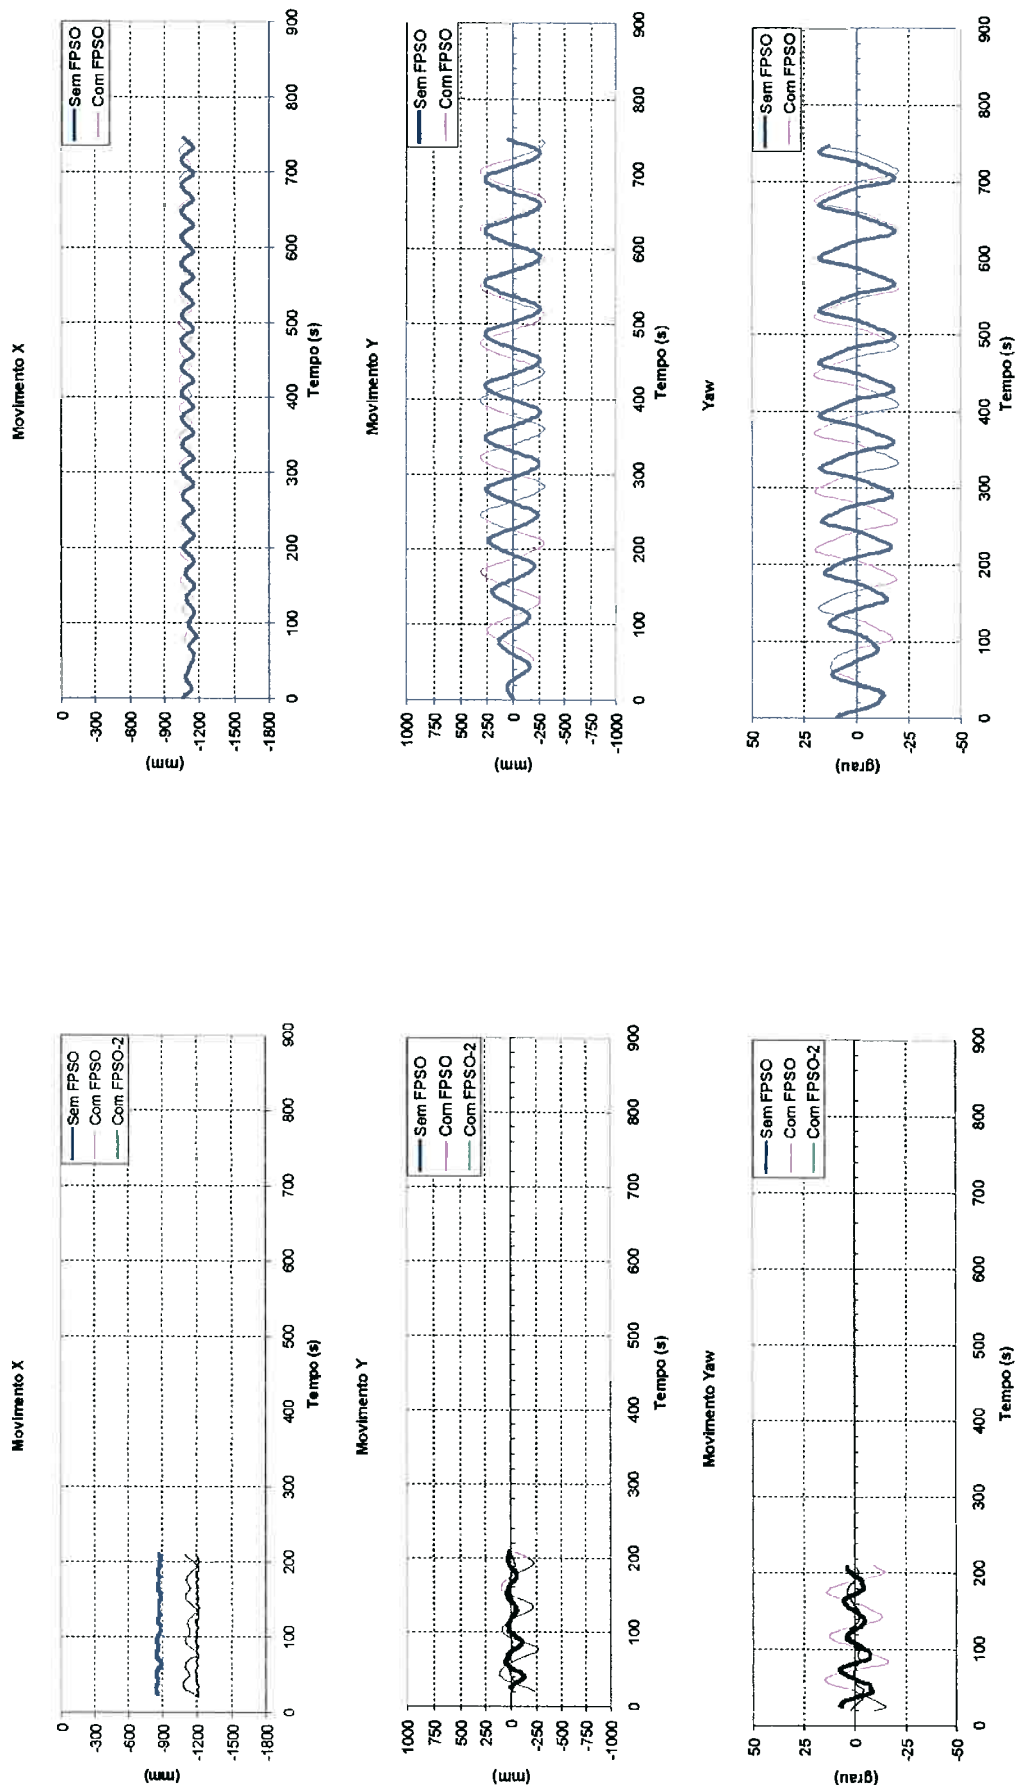 Movimento X
Sem FPSO
Com FPSO
Com FPSO-2
(mm)
0
-300
-600
-900
-1200
-1500
-1800
0 100 200 300 400 500 600 700 800 900
Tempo (s)
Movimento X
Sem FPSO
Com FPSO
(mm)
0
-300
-600
-900
-1200
-1500
-1800
0 100 200 300 400 500 600 700 800 900
Tempo (s)
Movimento Y
Sem FPSO
Com FPSO
Com FPSO-2
(mm)
1000
750
500
250
0
-250
-500
-750
-1000
0 100 200 300 400 500 600 700 800 900
Tempo (s)
Movimento Y
Sem FPSO
Com FPSO
(mm)
1000
750
500
250
0
-250
-500
-750
-1000
0 100 200 300 400 500 600 700 800 900
Tempo (s)
Movimento Yaw
Sem FPSO
Com FPSO
Com FPSO-2
(grau)
50
25
0
-25
-50
0 100 200 300 400 500 600 700 800 900
Tempo (s)
Yaw
Sem FPSO
Com FPSO
(grau)
50
25
0
-25
-50
0 100 200 300 400 500 600 700 800 900
Tempo (s)